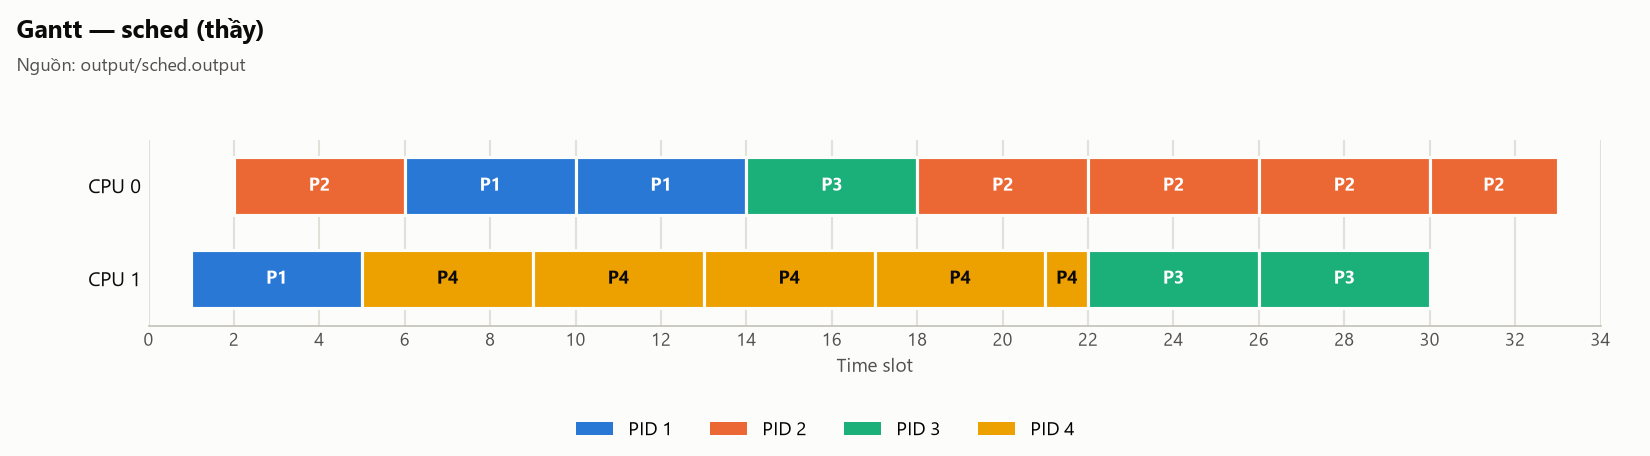 Gantt — sched (thầy)
Nguồn: output/sched.output
CPU 0 P2 P1 P1 P3 P2 P2 P2 P2
CPU 1 P1 P4 P4 P4 P4 P4 P3 P3
0 2 4 6 8 10 12 14 16 18 20 22 24 26 28 30 32 34
Time slot
PID 1 PID 2 PID 3 PID 4